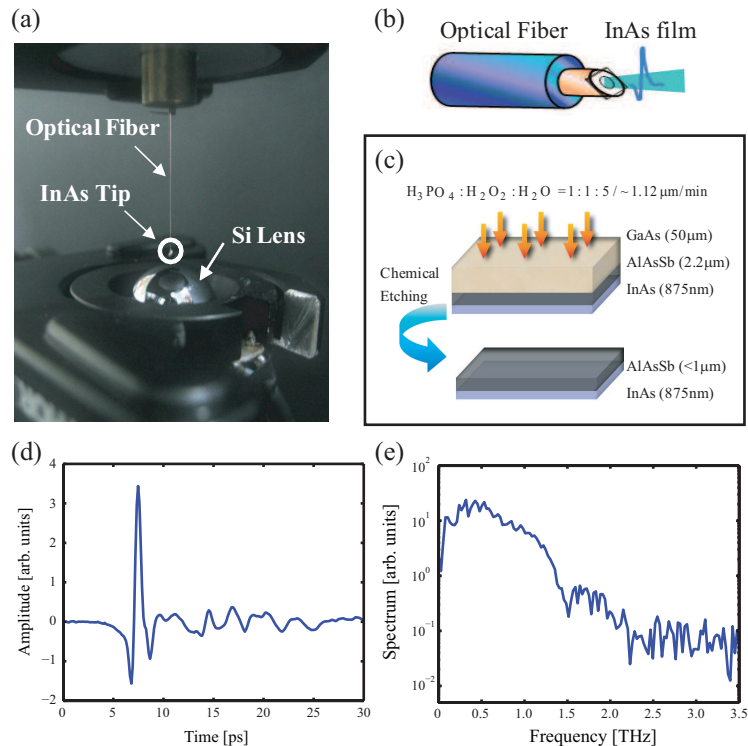 (a)
Optical Fiber
InAs Tip
Si Lens
(b)
Optical Fiber InAs film
(c)
H3PO4 : H2O2 : H2O = 1 : 1 : 5 / ~ 1.12 μm/min
GaAs (50μm)
AlAsSb (2.2μm)
InAs (875nm)
Chemical
Etching
AlAsSb (<1μm)
InAs (875nm)
(d)
Amplitude [arb. units]
4
3
2
1
0
−1
−2
0 5 10 15 20 25 30
Time [ps]
(e)
Spectrum [arb. units]
10^2
10^1
10^0
10^-1
10^-2
0 0.5 1.0 1.5 2.0 2.5 3.0 3.5
Frequency [THz]